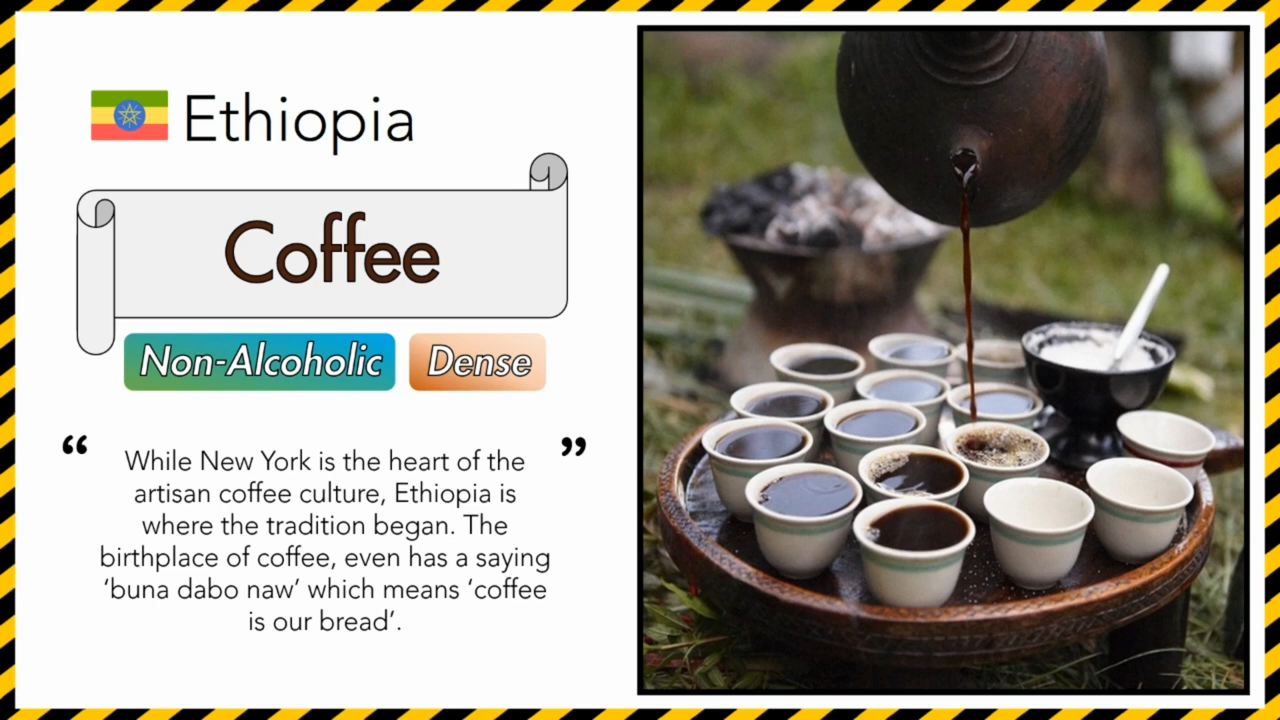 Ethiopia
Coffee
Non-Alcoholic Dense
“ While New York is the heart of the ”
artisan coffee culture, Ethiopia is
where the tradition began. The
birthplace of coffee, even has a saying
‘buna dabo naw’ which means ‘coffee
is our bread’.